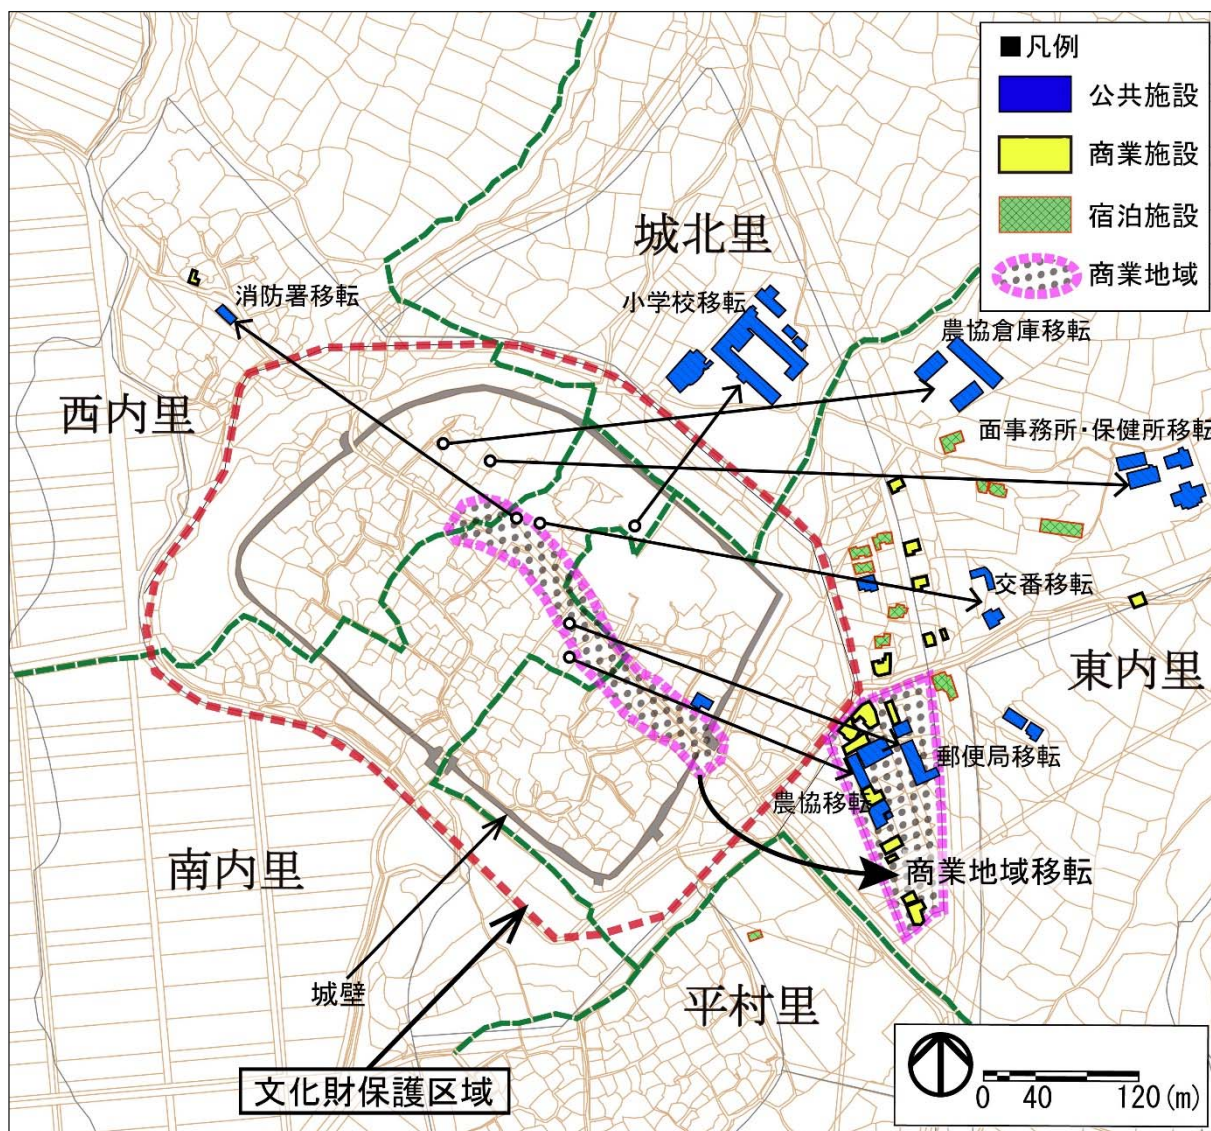 ■凡例
公共施設
商業施設
宿泊施設
商業地域
城北里
小学校移転
消防署移転
農協倉庫移転
西内里
面事務所・保健所移転
交番移転
東内里
郵便局移転
農協移転
南内里
商業地域移転
城壁
平村里
文化財保護区域
0 40 120(m)